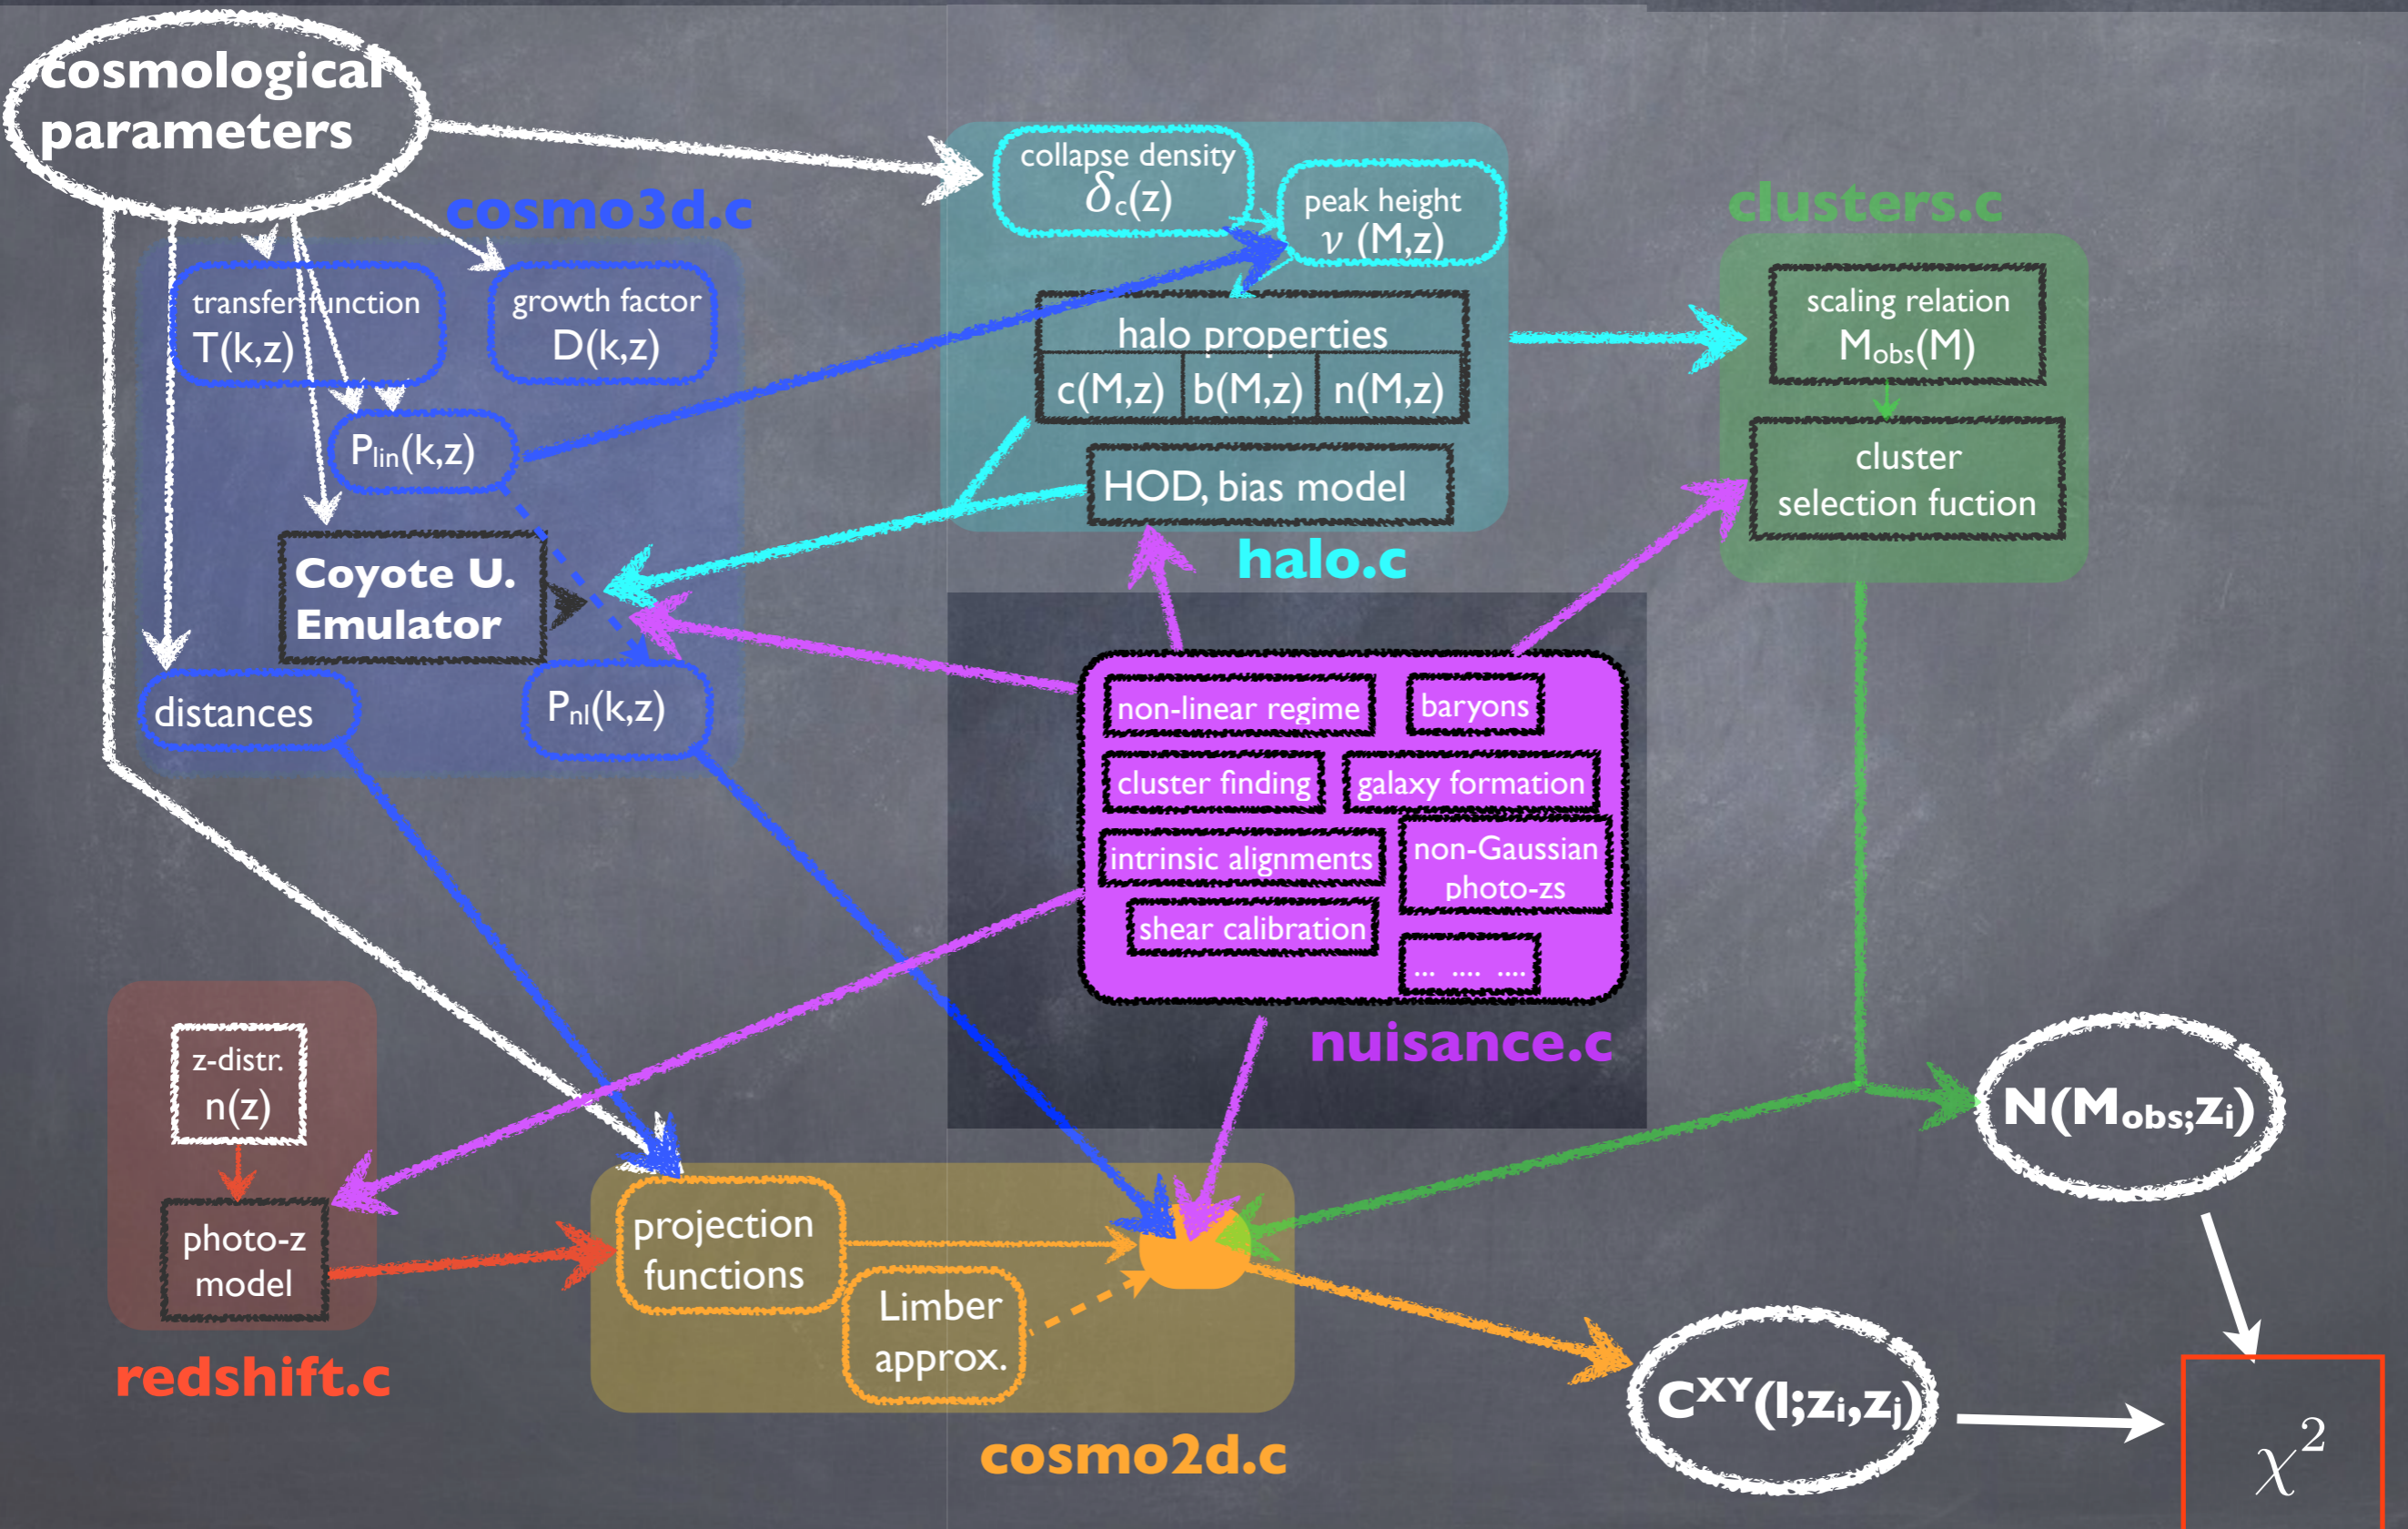 cosmological
parameters
cosmo3d.c
transfer function
T(k,z)
growth factor
D(k,z)
Plin(k,z)
Coyote U.
Emulator
distances
Pnl(k,z)
collapse density
δc(z)
peak height
ν (M,z)
halo properties
c(M,z) b(M,z) n(M,z)
HOD, bias model
halo.c
clusters.c
scaling relation
Mobs(M)
cluster
selection fuction
non-linear regime
baryons
cluster finding
galaxy formation
intrinsic alignments
non-Gaussian
photo-zs
shear calibration
... .... ....
nuisance.c
z-distr.
n(z)
photo-z
model
redshift.c
projection
functions
Limber
approx.
cosmo2d.c
N(Mobs;zi)
CXY(l;zi,zj)
χ2